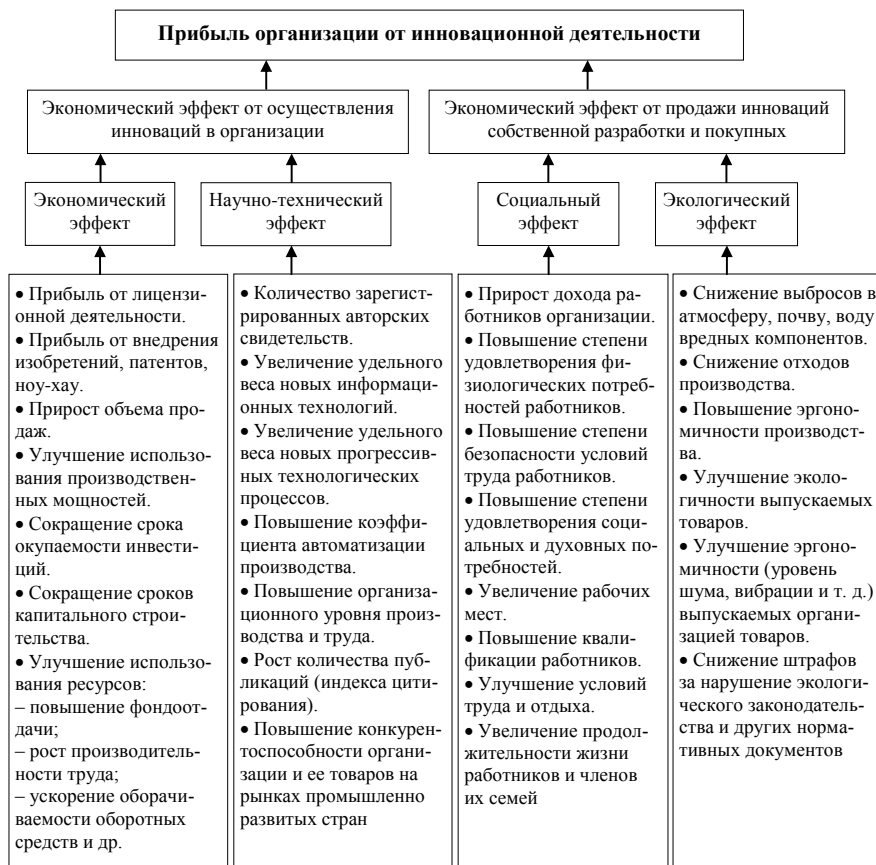 Прибыль организации от инновационной деятельности
Экономический эффект от осуществления
инноваций в организации
Экономический эффект от продажи инноваций
собственной разработки и покупных
Экономический
эффект
Научно-технический
эффект
Социальный
эффект
Экологический
эффект
• Прибыль от лицензи-
онной деятельности.
• Прибыль от внедрения
изобретений, патентов,
ноу-хау.
• Прирост объема про-
даж.
• Улучшение использо-
вания производствен-
ных мощностей.
• Сокращение срока
окупаемости инвести-
ций.
• Сокращение сроков
капитального строи-
тельства.
• Улучшение использо-
вания ресурсов:
– повышение фондоот-
дачи;
– рост производитель-
ности труда;
– ускорение оборачи-
ваемости оборотных
средств и др.
• Количество зарегист-
рированных авторских
свидетельств.
• Увеличение удельного
веса новых информаци-
онных технологий.
• Увеличение удельного
веса новых прогрессив-
ных технологических
процессов.
• Повышение коэффи-
циента автоматизации
производства.
• Повышение организа-
ционного уровня произ-
водства и труда.
• Рост количества пуб-
ликаций (индекса цити-
рования).
• Повышение конкурен-
тоспособности органи-
зации и ее товаров на
рынках промышленно
развитых стран
• Прирост дохода ра-
ботников организации.
• Повышение степени
удовлетворения фи-
зиологических потреб-
ностей работников.
• Повышение степени
безопасности условий
труда работников.
• Повышение степени
удовлетворения соци-
альных и духовных по-
требностей.
• Увеличение рабочих
мест.
• Повышение квали-
фикации работников.
• Улучшение условий
труда и отдыха.
• Увеличение продол-
жительности жизни
работников и членов
их семей
• Снижение выбросов в
атмосферу, почву, воду
вредных компонентов.
• Снижение отходов
производства.
• Повышение эргоно-
мичности производст-
ва.
• Улучшение эколо-
гичности выпускаемых
товаров.
• Улучшение эргоно-
мичности (уровень
шума, вибрации и т. д.)
выпускаемых органи-
зацией товаров.
• Снижение штрафов
за нарушение экологи-
ческого законодатель-
ства и других норма-
тивных документов